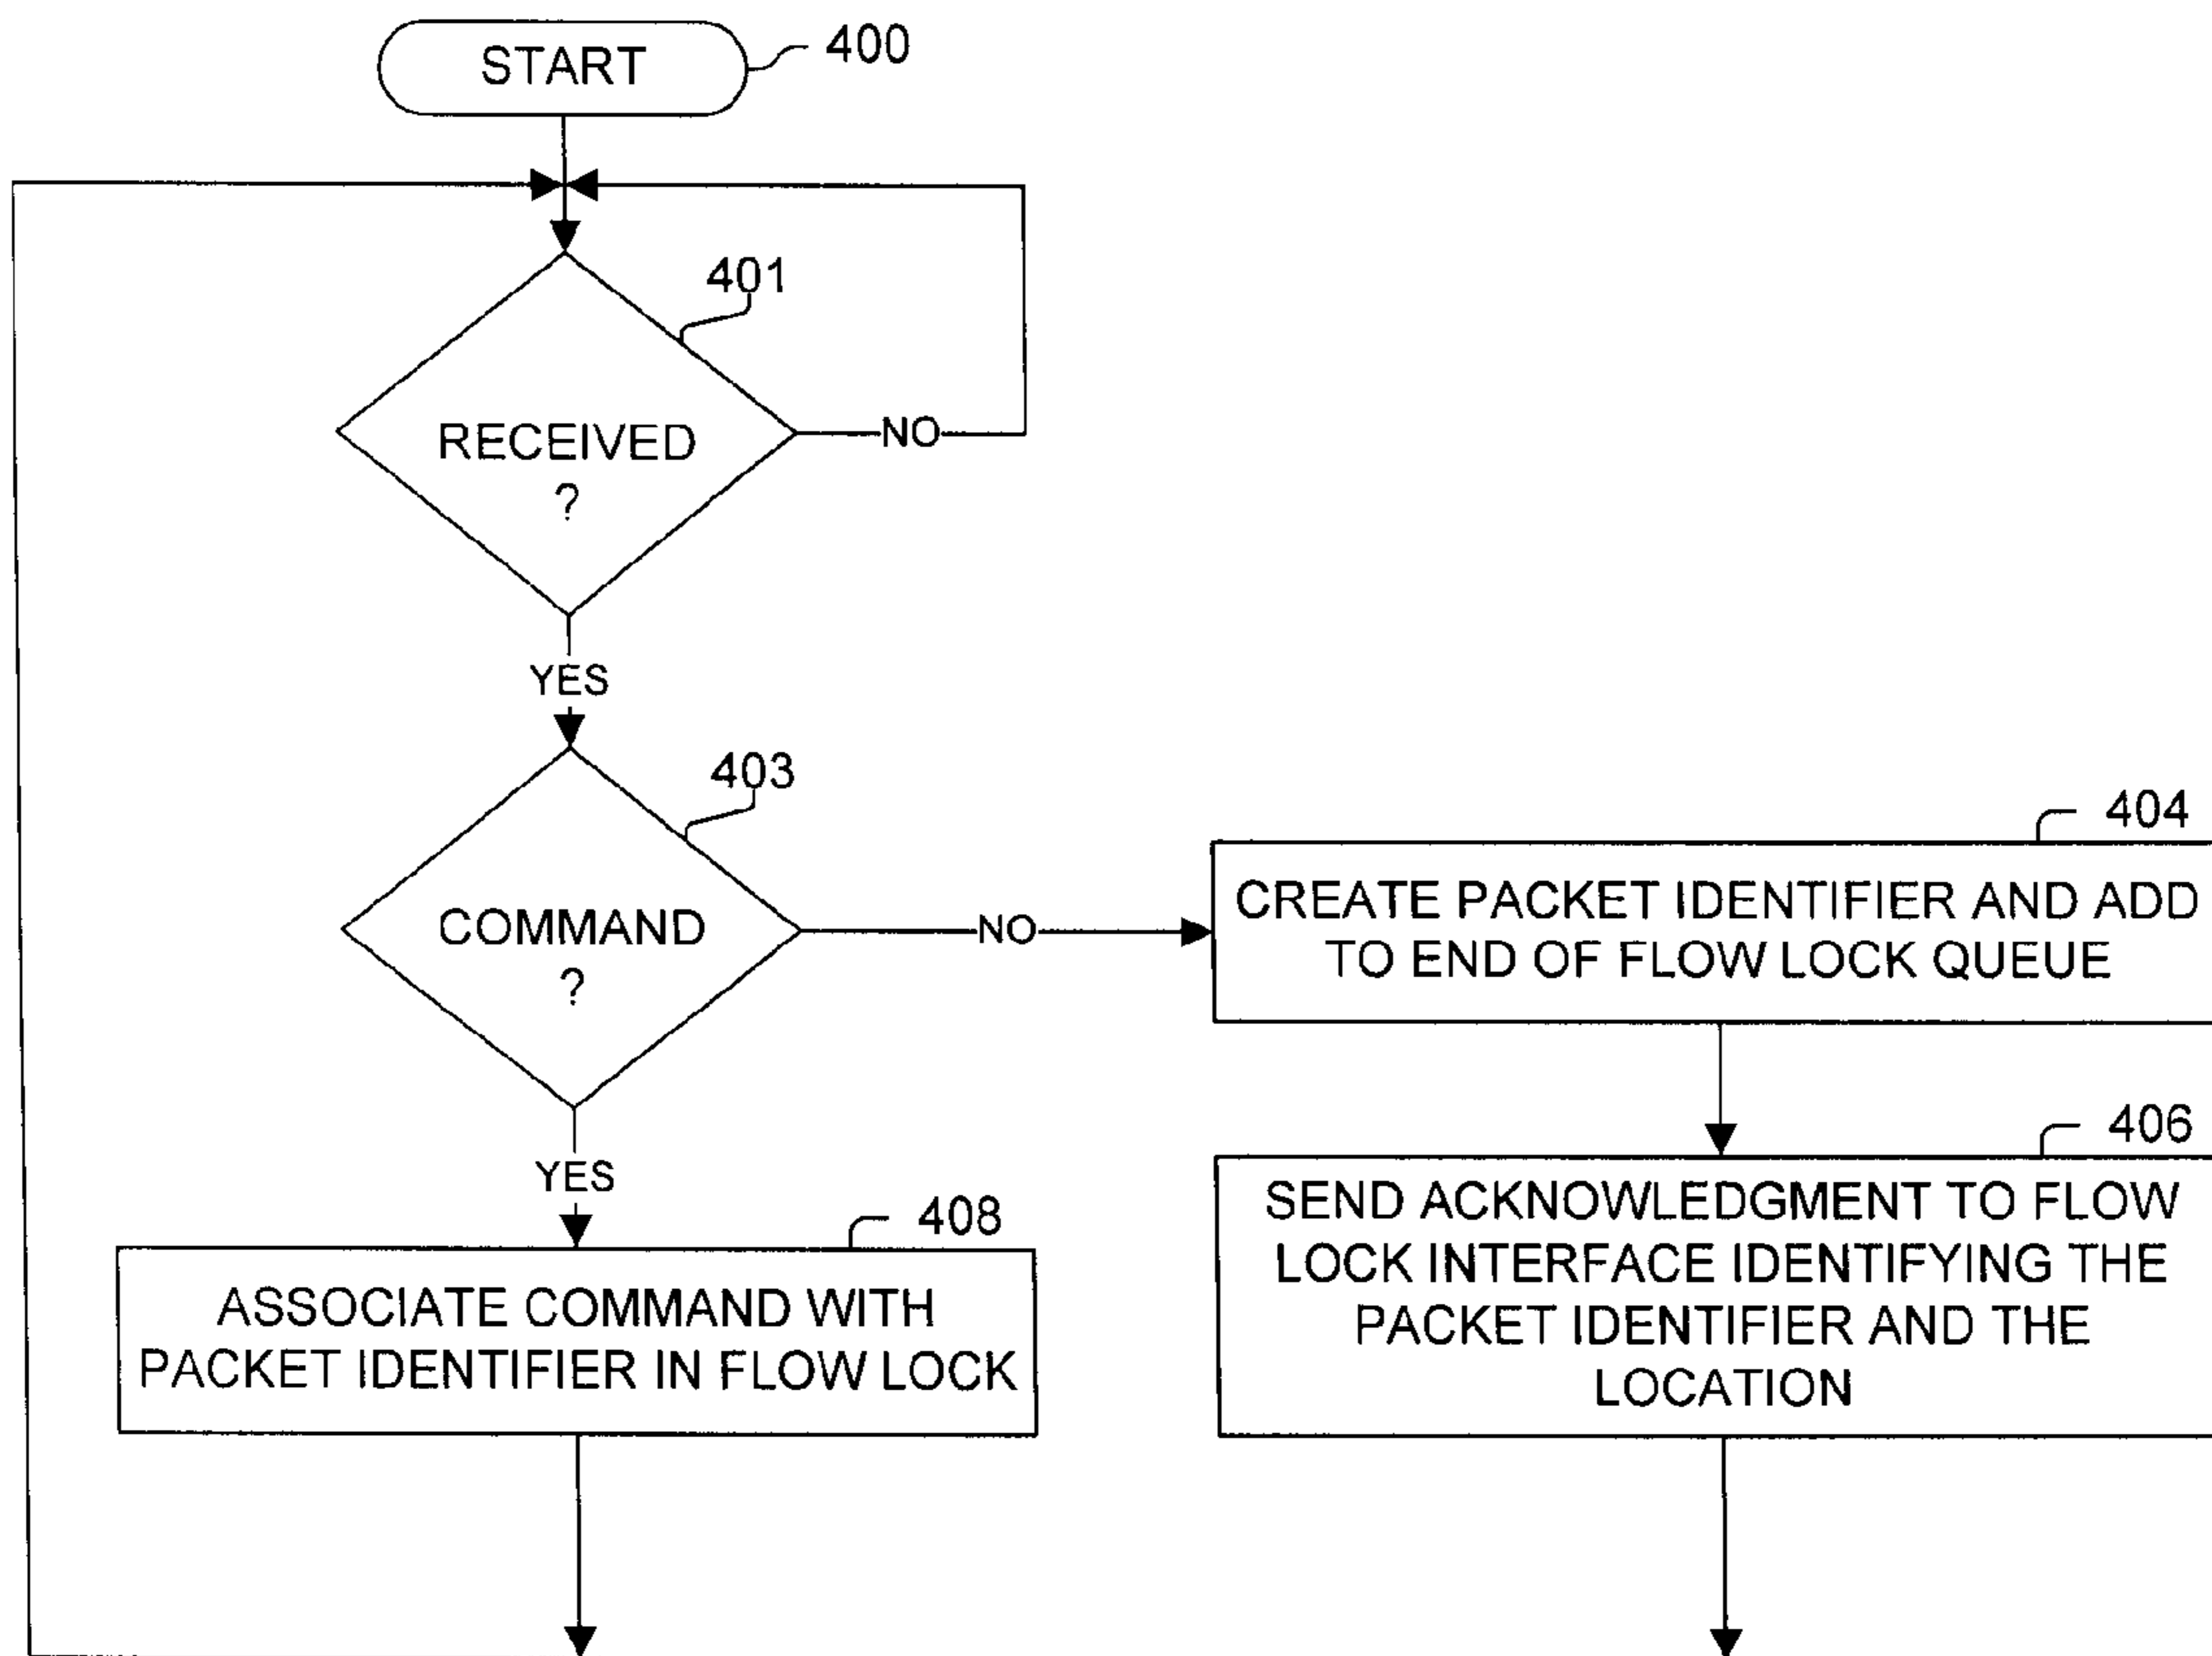 START
400
401
RECEIVED
?
NO
YES
403
COMMAND
?
NO
YES
404
CREATE PACKET IDENTIFIER AND ADD
TO END OF FLOW LOCK QUEUE
406
SEND ACKNOWLEDGMENT TO FLOW
LOCK INTERFACE IDENTIFYING THE
PACKET IDENTIFIER AND THE
LOCATION
408
ASSOCIATE COMMAND WITH
PACKET IDENTIFIER IN FLOW LOCK